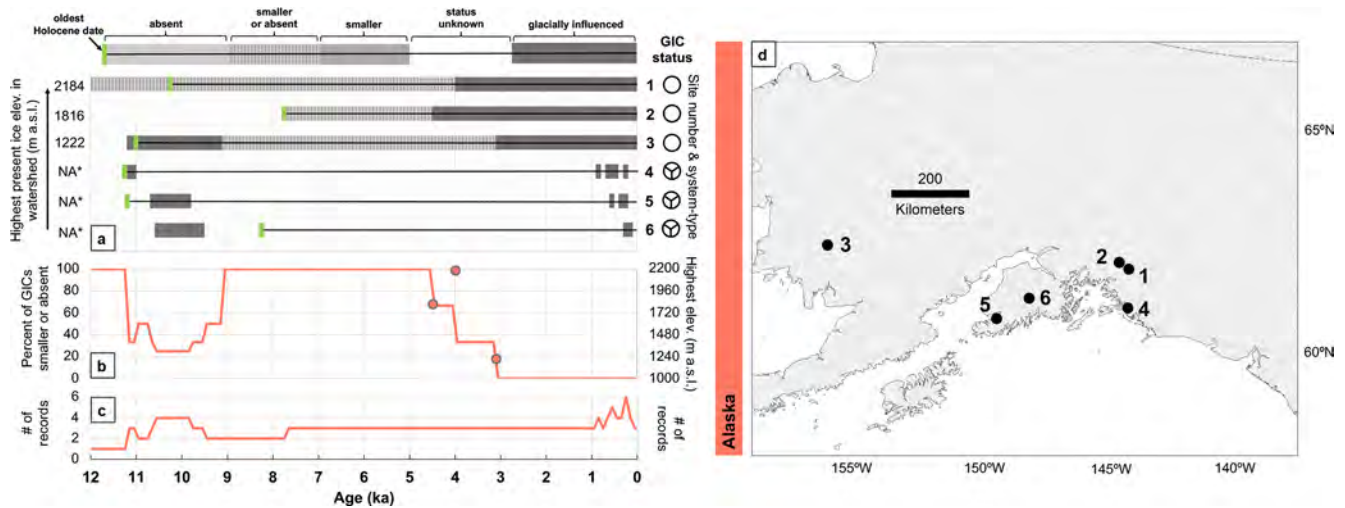 oldest
Holocene date
absent
smaller
or absent
smaller
status
unknown
glacially influenced
GIC
status
Highest present ice elev. in
watershed (m a.s.l.)
2184
1816
1222
NA*
NA*
NA*
1
2
3
4
5
6
Site number & system-type
a
Percent of GICs
smaller or absent
100
80
60
40
20
0
b
2200
1960
1720
1480
1240
1000
Highest elev. (m a.s.l.)
# of
records
6
4
2
0
c
# of
records
12
11
10
9
8
7
6
5
4
3
2
1
0
Age (ka)
Alaska
d
200
Kilometers
3
2
1
4
5
6
65ºN
60ºN
155ºW
150ºW
145ºW
140ºW